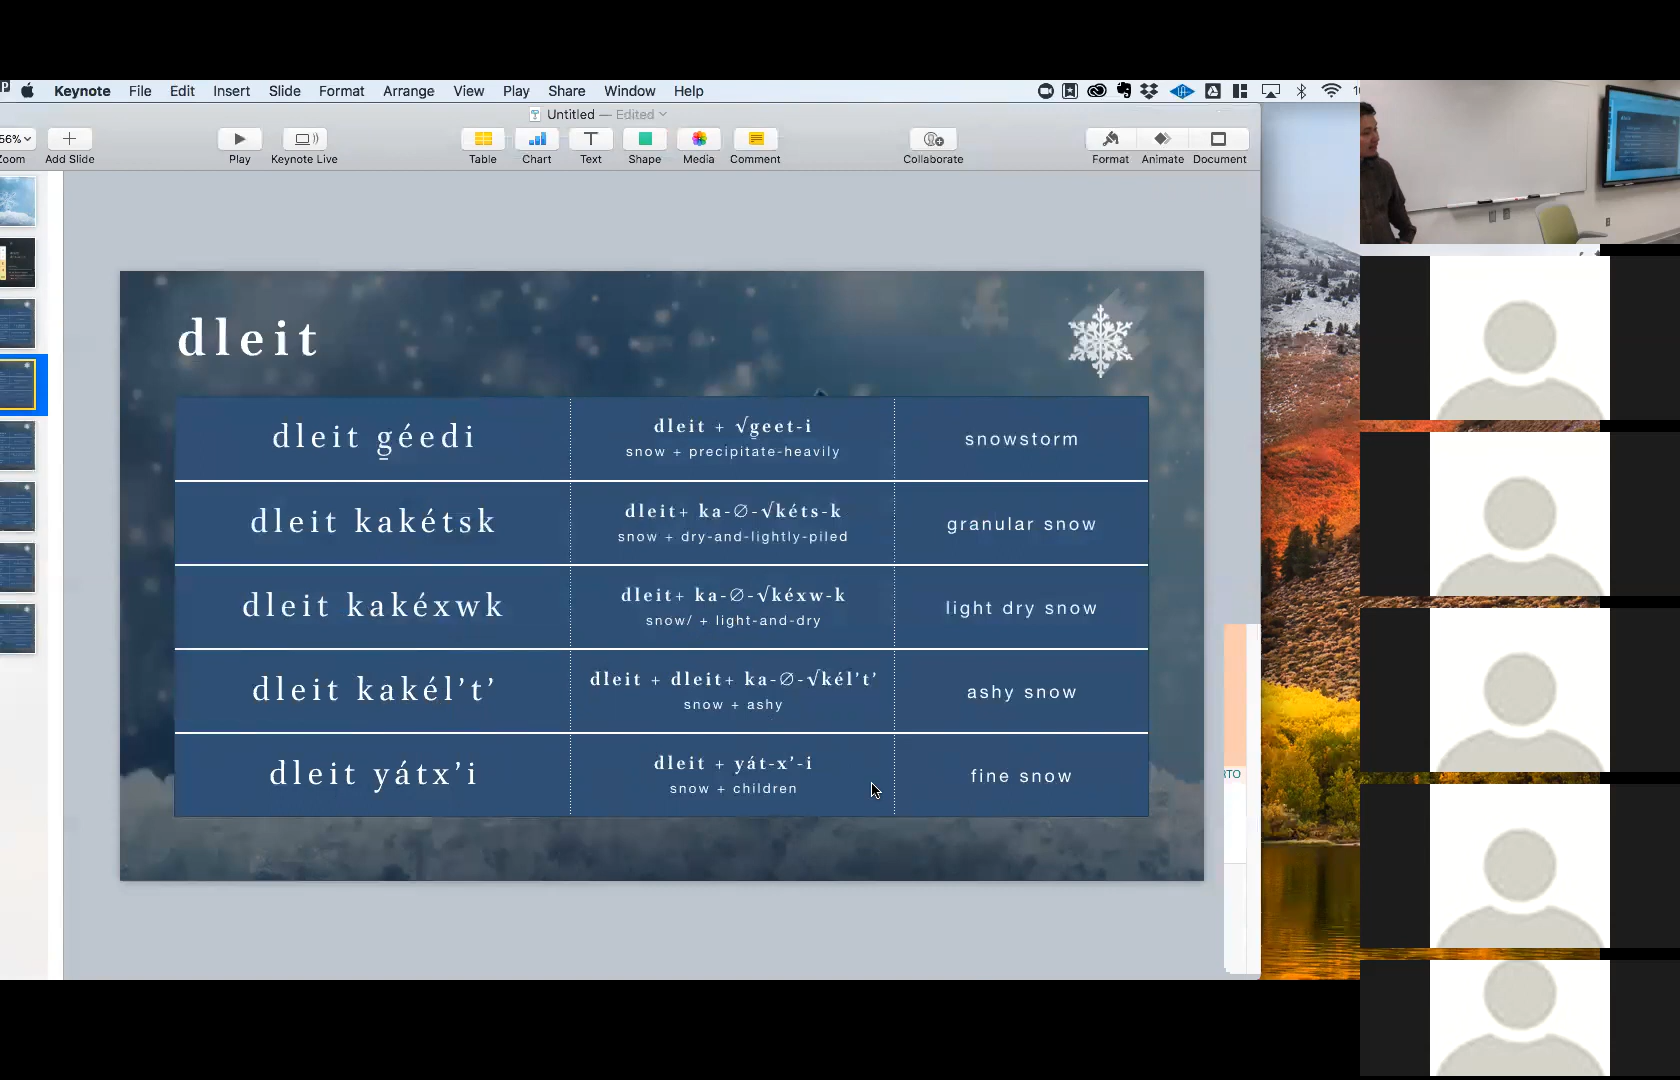 Keynote File Edit Insert Slide Format Arrange View Play Share Window Help
Untitled — Edited
56%
Zoom Add Slide Play Keynote Live Table Chart Text Shape Media Comment Collaborate Format Animate Document
dleit
dleit g̲éedi
dleit + √g̲eet-i
snow + precipitate-heavily
snowstorm
dleit kakétsk
dleit+ ka-∅-√kéts-k
snow + dry-and-lightly-piled
granular snow
dleit kakéxwk
dleit+ ka-∅-√kéxw-k
snow/ + light-and-dry
light dry snow
dleit kakél’t’
dleit + dleit+ ka-∅-√kél’t’
snow + ashy
ashy snow
dleit yátx’i
dleit + yát-x’-i
snow + children
fine snow